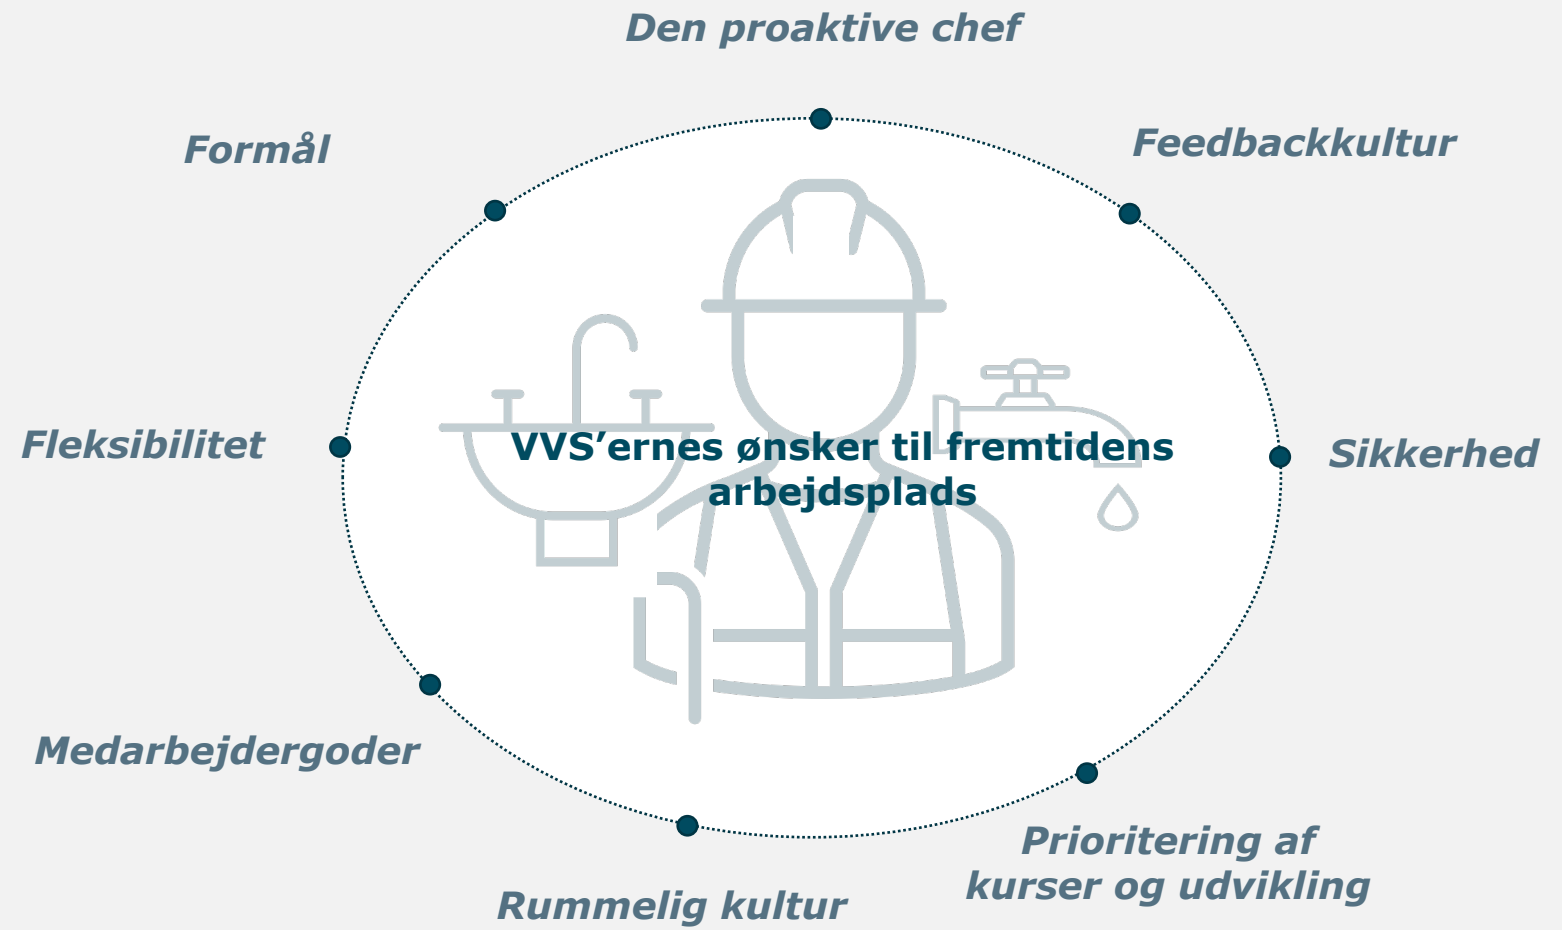 Den proaktive chef
Formål
Feedbackkultur
Fleksibilitet
VVS’ernes ønsker til fremtidens
arbejdsplads
Sikkerhed
Medarbejdergoder
Prioritering af
kurser og udvikling
Rummelig kultur